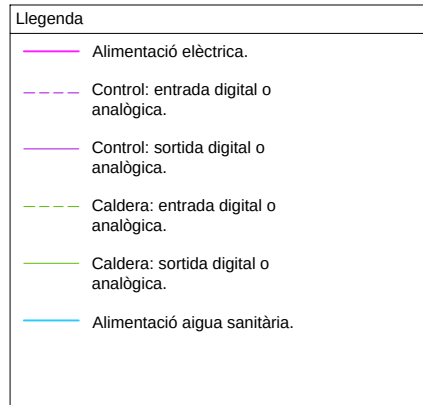 Llegenda
Alimentació elèctrica.
Control: entrada digital o
analògica.
Control: sortida digital o
analògica.
Caldera: entrada digital o
analògica.
Caldera: sortida digital o
analògica.
Alimentació aigua sanitària.